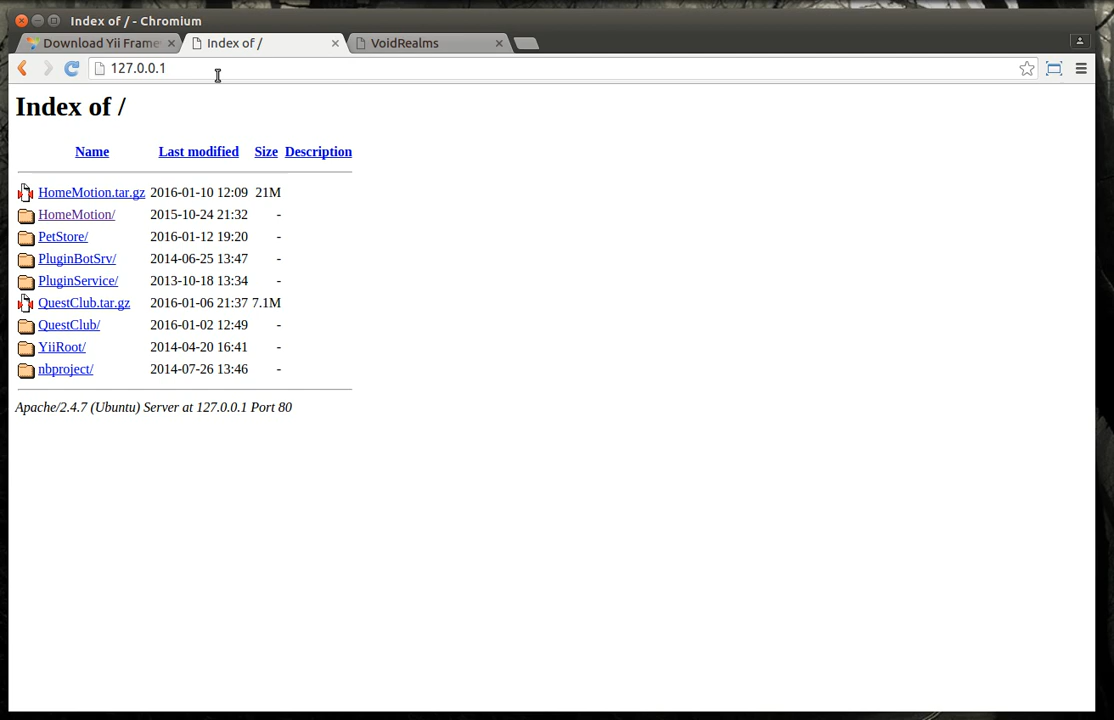 Index of / - Chromium
Download Yii Frame
Index of /
VoidRealms
127.0.0.1
Index of /
Name Last modified Size Description
HomeMotion.tar.gz 2016-01-10 12:09 21M
HomeMotion/ 2015-10-24 21:32 -
PetStore/ 2016-01-12 19:20 -
PluginBotSrv/ 2014-06-25 13:47 -
PluginService/ 2013-10-18 13:34 -
QuestClub.tar.gz 2016-01-06 21:37 7.1M
QuestClub/ 2016-01-02 12:49 -
YiiRoot/ 2014-04-20 16:41 -
nbproject/ 2014-07-26 13:46 -
Apache/2.4.7 (Ubuntu) Server at 127.0.0.1 Port 80